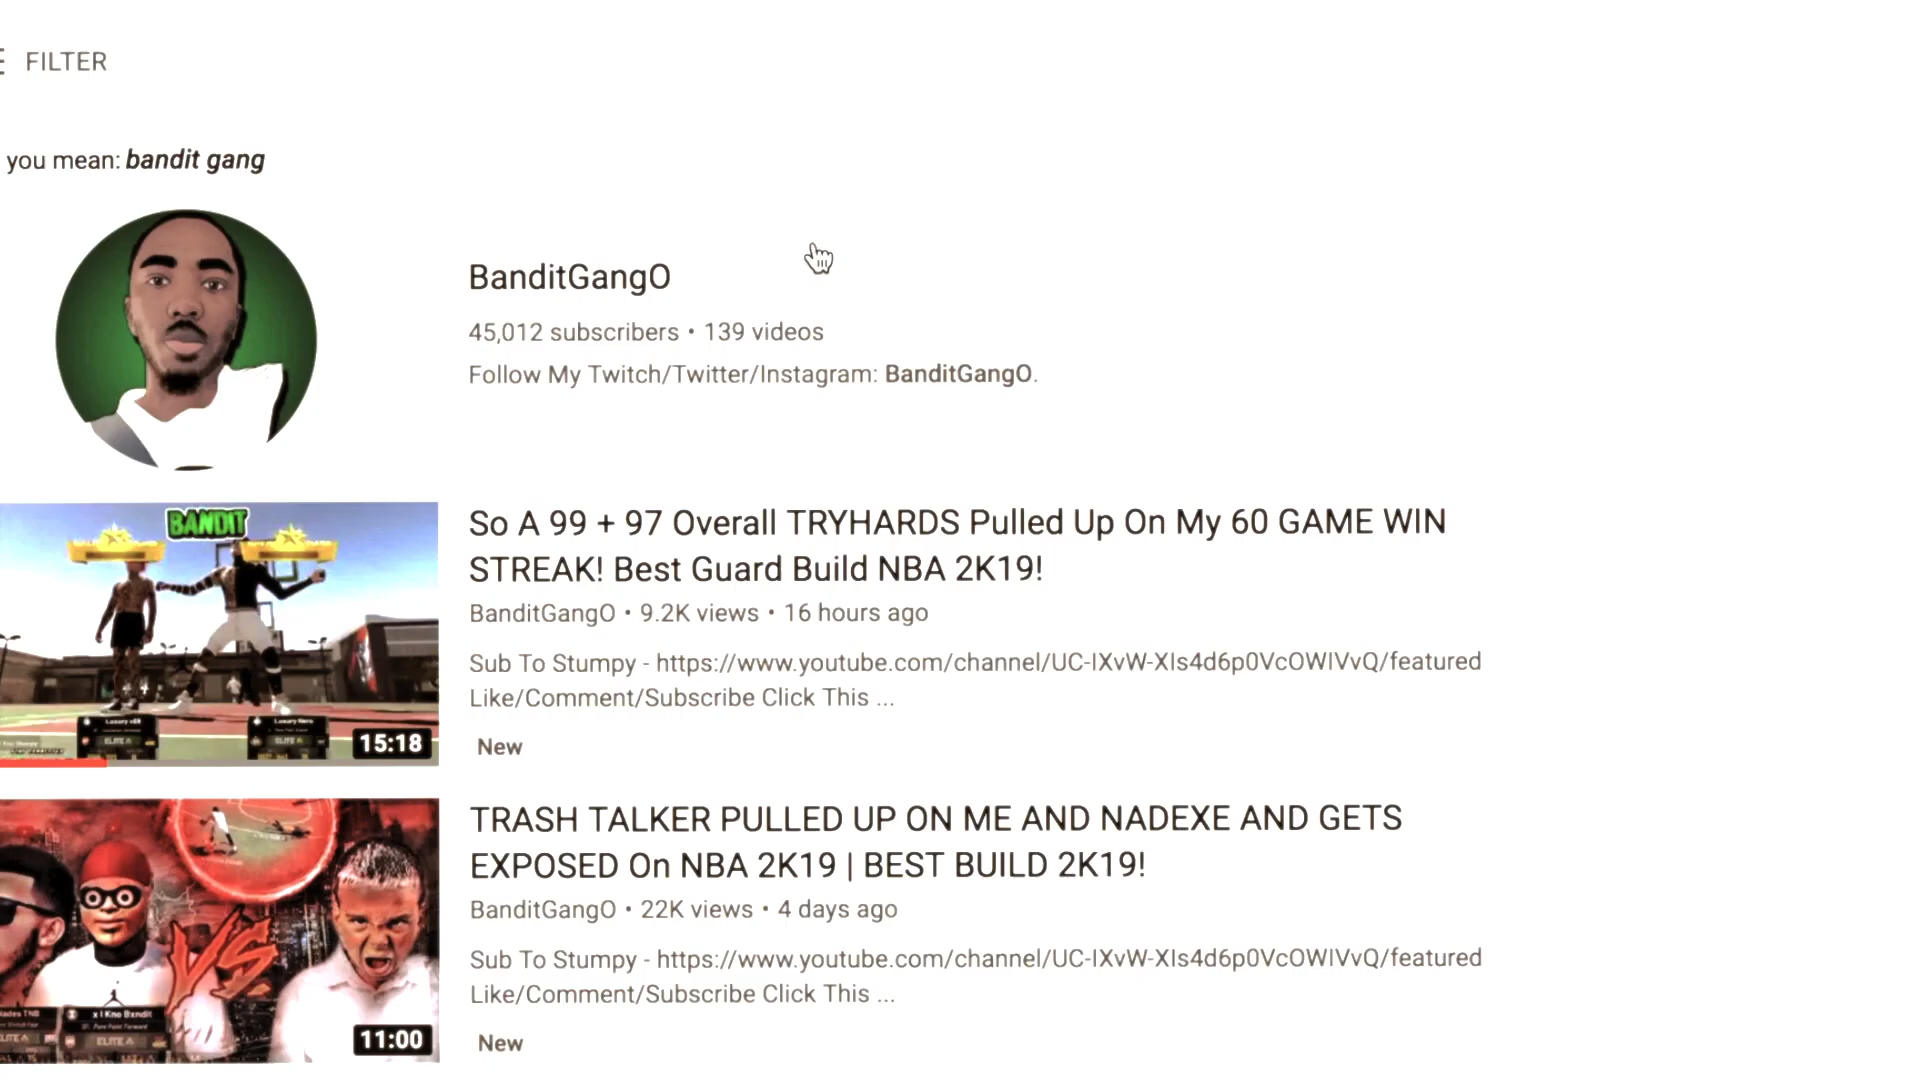 FILTER
you mean: bandit gang
BanditGangO
45,012 subscribers • 139 videos
Follow My Twitch/Twitter/Instagram: BanditGangO.
BANDIT
So A 99 + 97 Overall TRYHARDS Pulled Up On My 60 GAME WIN
STREAK! Best Guard Build NBA 2K19!
BanditGangO • 9.2K views • 16 hours ago
Sub To Stumpy - https://www.youtube.com/channel/UC-IXvW-XIs4d6p0VcOWIVvQ/featured
Like/Comment/Subscribe Click This ...
ELITE
ELITE
15:18
New
TRASH TALKER PULLED UP ON ME AND NADEXE AND GETS
EXPOSED On NBA 2K19 | BEST BUILD 2K19!
BanditGangO • 22K views • 4 days ago
Sub To Stumpy - https://www.youtube.com/channel/UC-IXvW-XIs4d6p0VcOWIVvQ/featured
Like/Comment/Subscribe Click This ...
VS
x I Kno Bxndit
ELITE
11:00
New